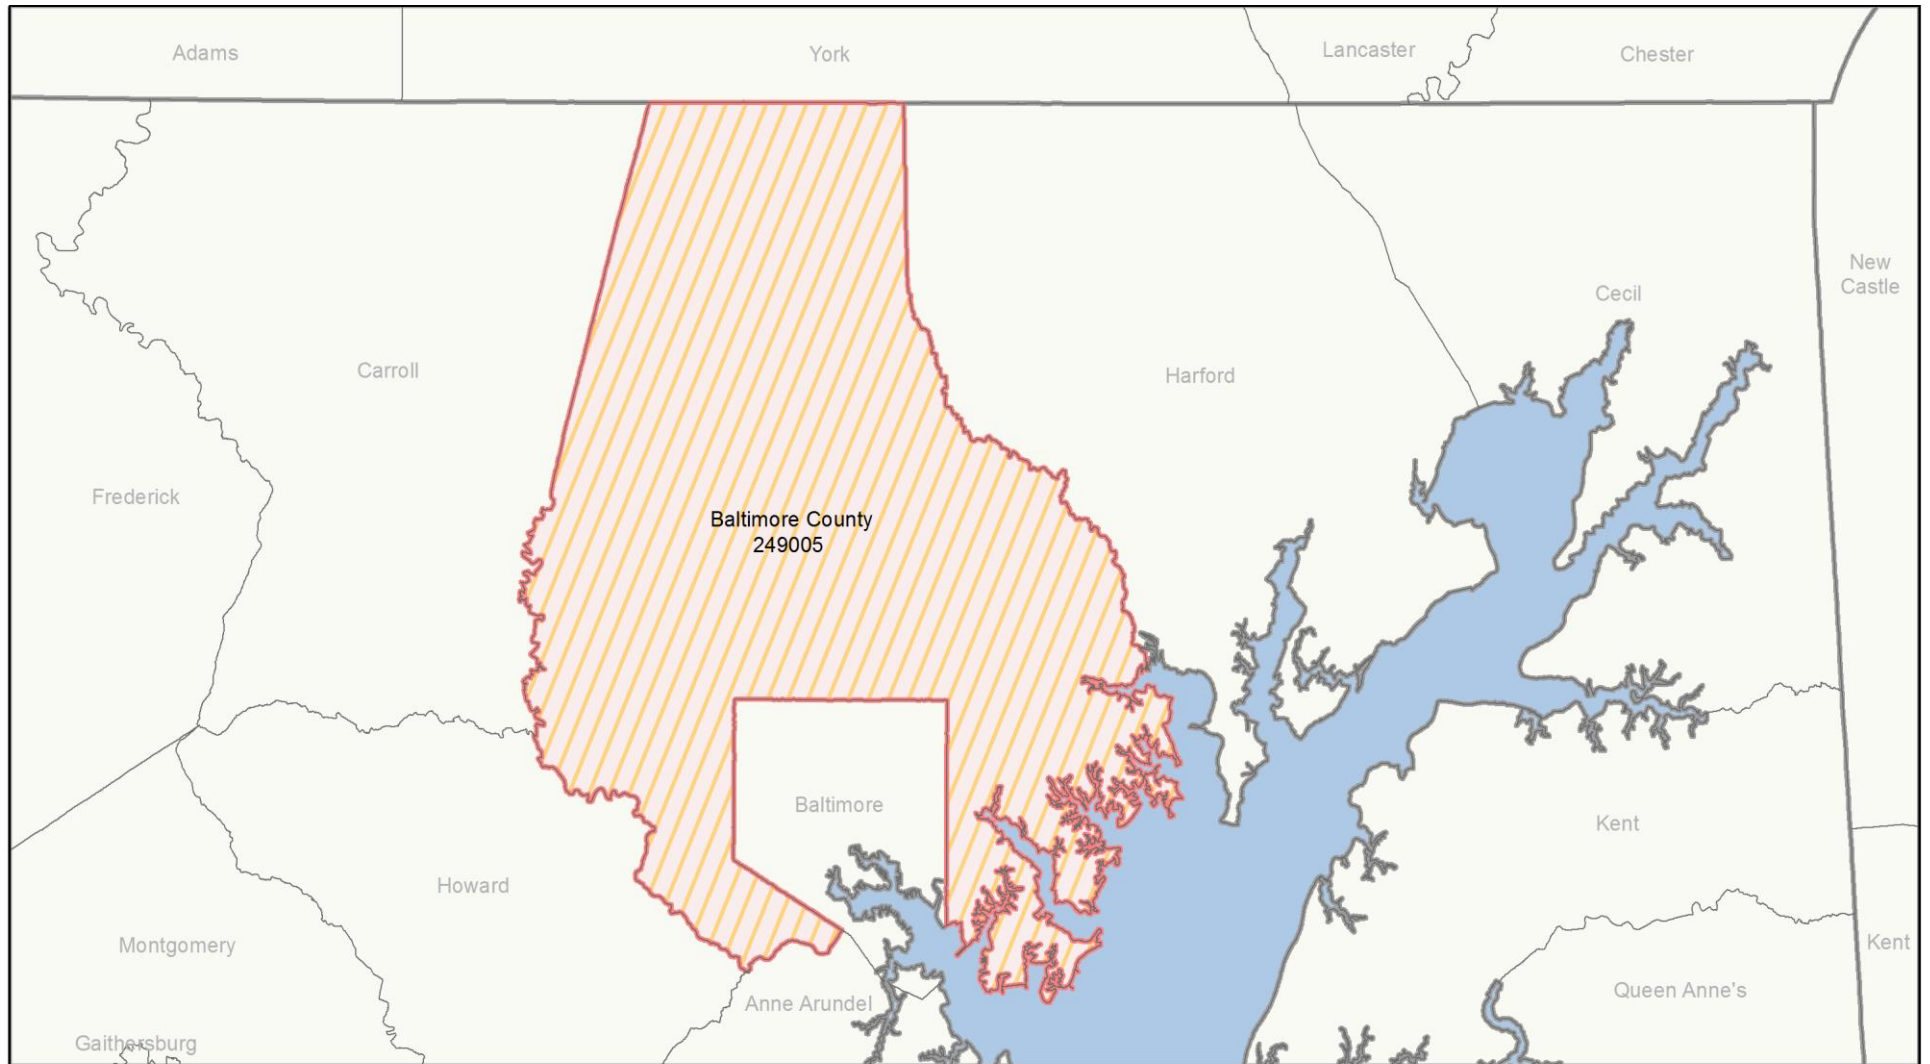 Adams
York
Lancaster
Chester
New
Castle
Cecil
Carroll
Harford
Frederick
Baltimore County
249005
Baltimore
Kent
Howard
Montgomery
Kent
Anne Arundel
Queen Anne's
Gaithersburg